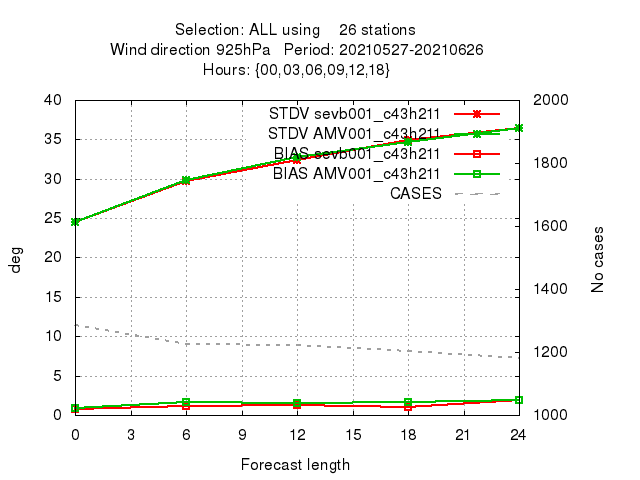 Selection: ALL using    26 stations
Wind direction 925hPa   Period: 20210527-20210626
Hours: {00,03,06,09,12,18}
STDV sevb001_c43h211
STDV AMV001_c43h211
BIAS sevb001_c43h211
BIAS AMV001_c43h211
CASES
40
35
30
25
20
15
10
5
0
deg
2000
1800
1600
1400
1200
1000
No cases
0 3 6 9 12 15 18 21 24
Forecast length